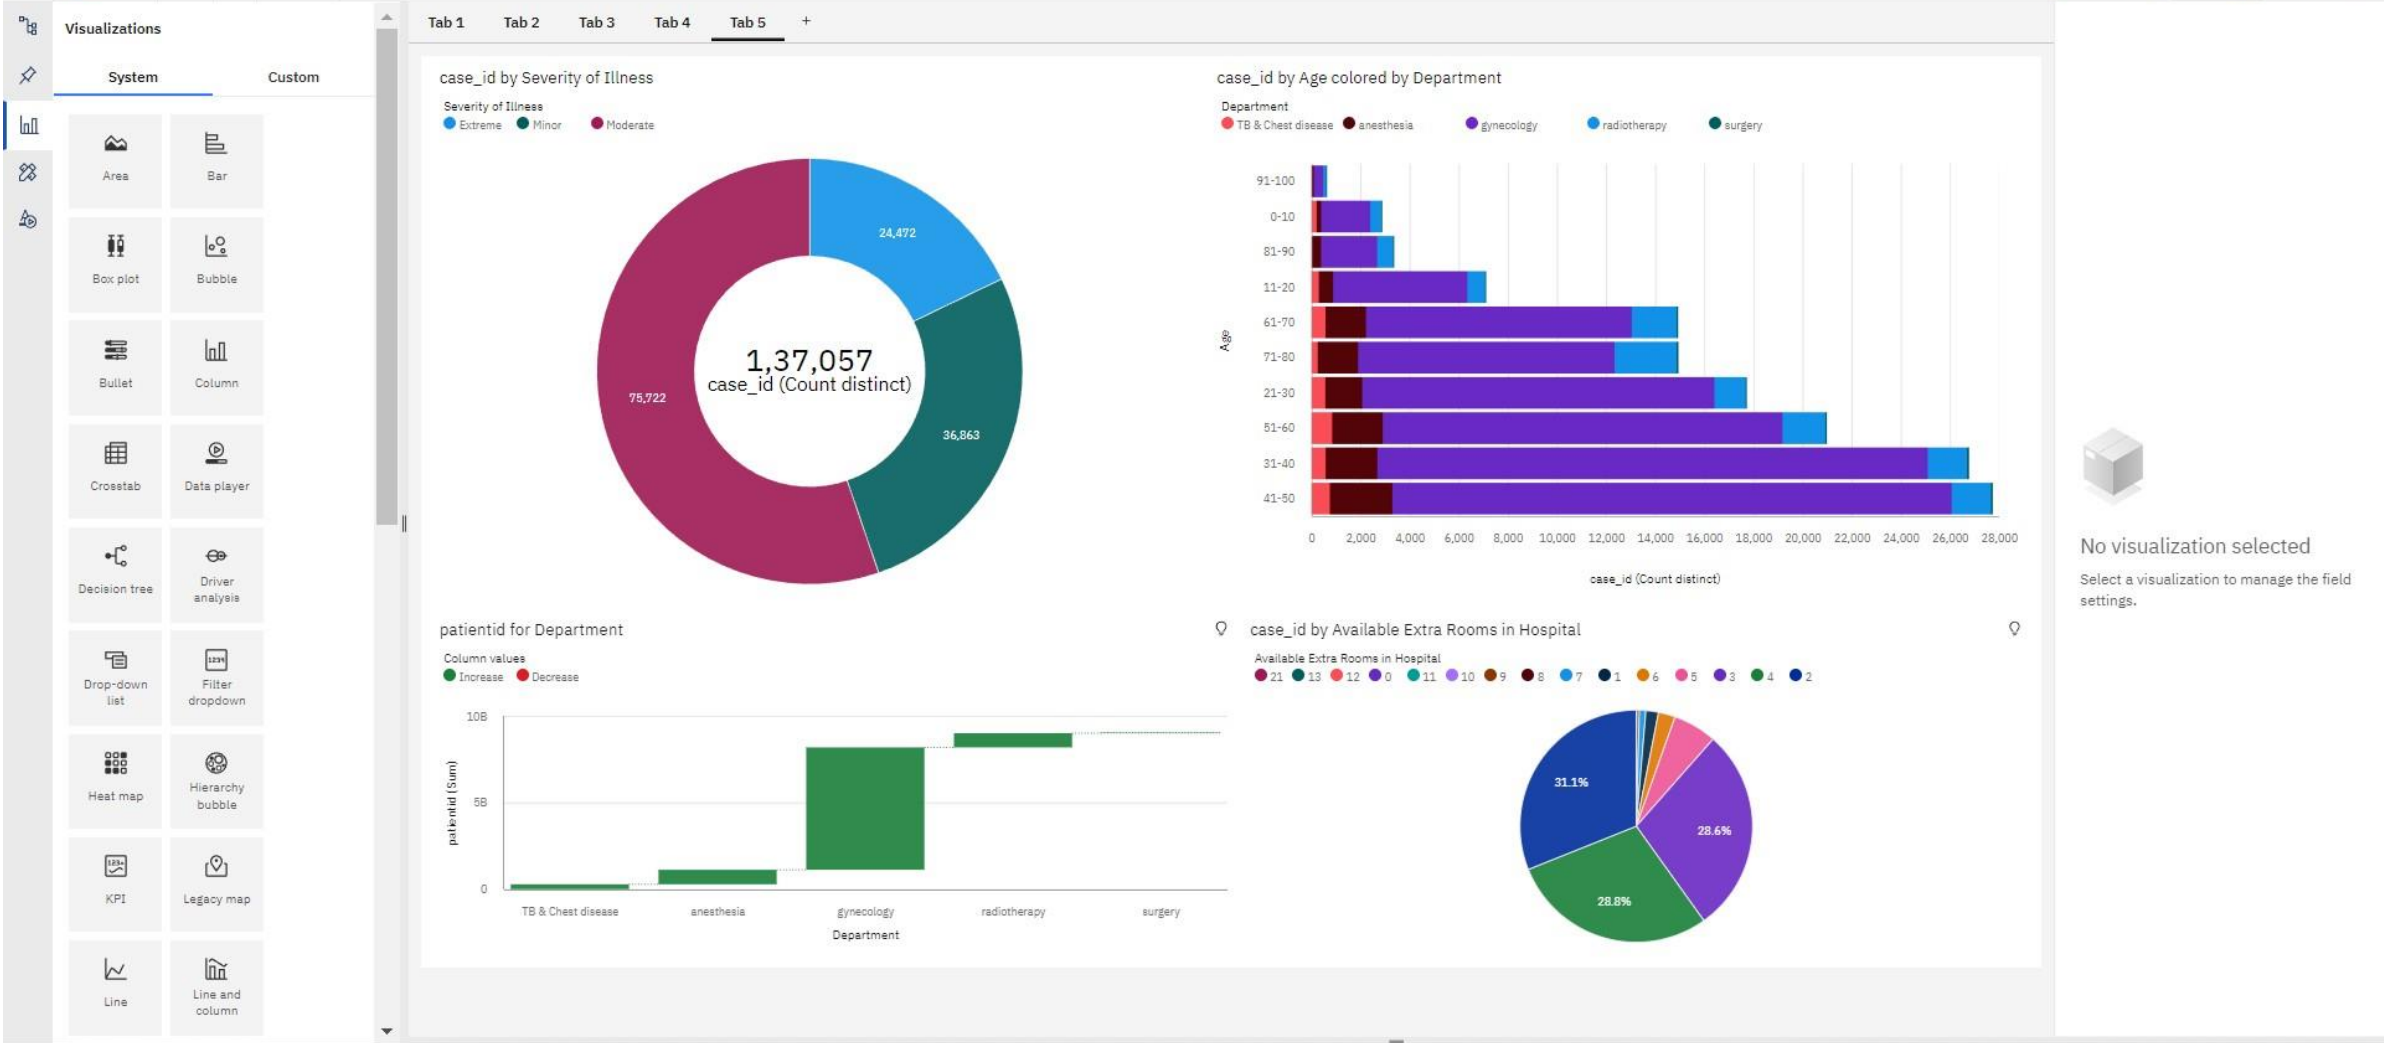 Visualizations
System
Custom
Area
Bar
Box plot
Bubble
Bullet
Column
Crosstab
Data player
Decision tree
Driver
analysis
Drop-down
list
Filter
dropdown
Heat map
Hierarchy
bubble
KPI
Legacy map
Line
Line and
column
Tab 1
Tab 2
Tab 3
Tab 4
Tab 5
+
case_id by Severity of Illness
Severity of Illness
Extreme
Minor
Moderate
24,472
36,863
75,722
1,37,057
case_id (Count distinct)
case_id by Age colored by Department
Department
TB & Chest disease
anesthesia
gynecology
radiotherapy
surgery
Age
91-100
0-10
81-90
11-20
61-70
71-80
21-30
51-60
31-40
41-50
0
2,000
4,000
6,000
8,000
10,000
12,000
14,000
16,000
18,000
20,000
22,000
24,000
26,000
28,000
case_id (Count distinct)
patientid for Department
Column values
Increase
Decrease
patientid (Sum)
10B
5B
0
TB & Chest disease
anesthesia
gynecology
radiotherapy
surgery
Department
case_id by Available Extra Rooms in Hospital
Available Extra Rooms in Hospital
21
13
12
0
11
10
9
8
7
1
6
5
3
4
2
31.1%
28.6%
28.8%
No visualization selected
Select a visualization to manage the field
settings.